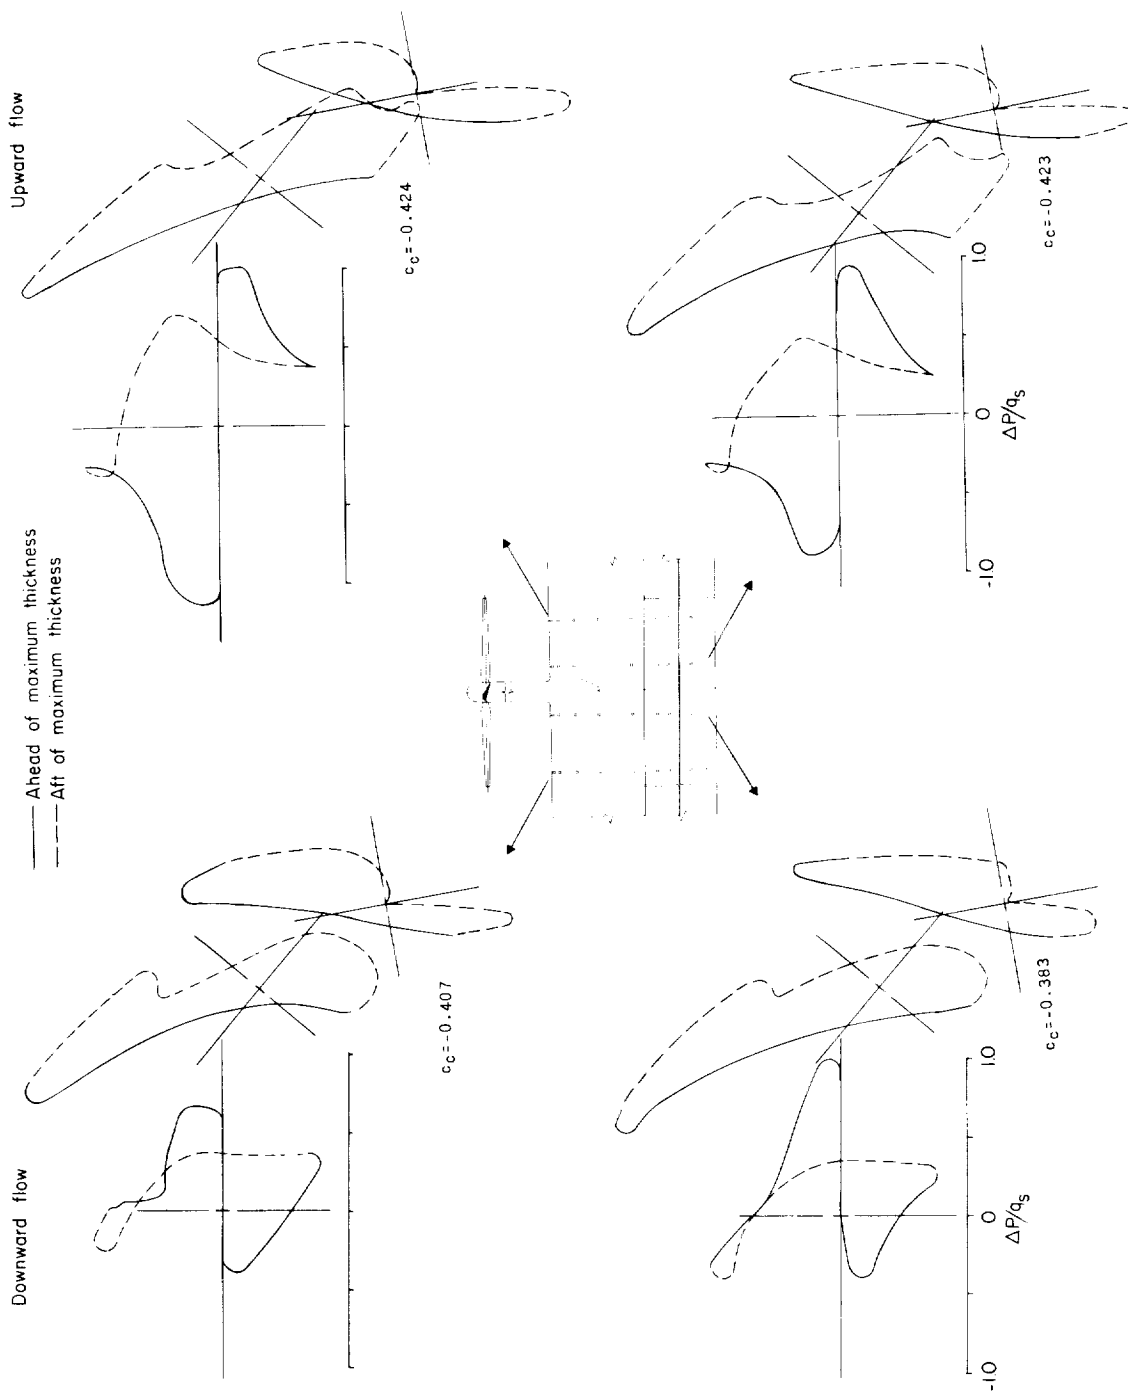 Downward flow
Upward flow
Ahead of maximum thickness
Aft of maximum thickness
c_c=-0.407
c_c=-0.424
c_c=-0.383
c_c=-0.423
-1.0 0 1.0
ΔP/q_s
-1.0 0 1.0
ΔP/q_s